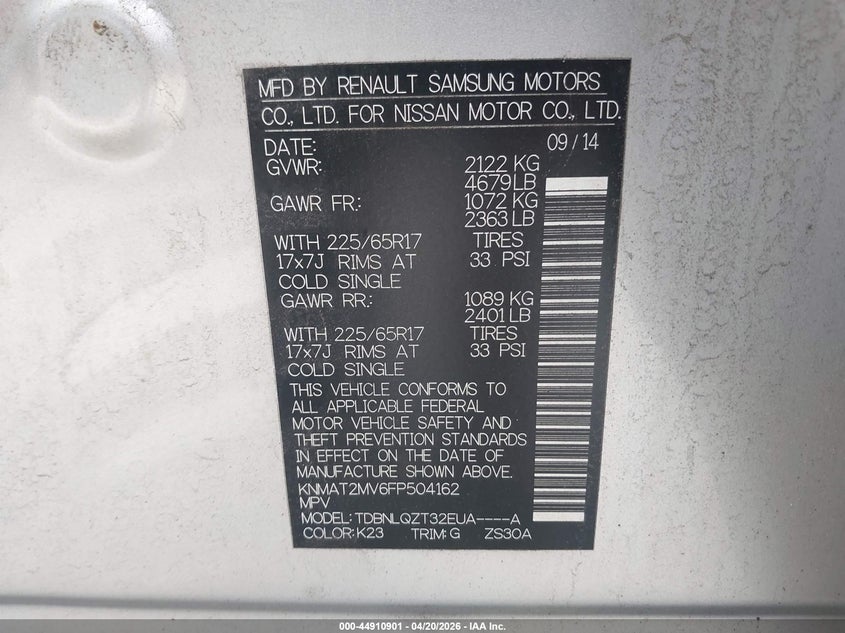 MFD BY RENAULT SAMSUNG MOTORS
CO., LTD. FOR NISSAN MOTOR CO., LTD.
DATE: 09 / 14
GVWR: 2122 KG
4679 LB
GAWR FR.: 1072 KG
2363 LB
WITH 225/65R17 TIRES
17x7J RIMS AT 33 PSI
COLD SINGLE
GAWR RR.: 1089 KG
2401 LB
WITH 225/65R17 TIRES
17x7J RIMS AT 33 PSI
COLD SINGLE
THIS VEHICLE CONFORMS TO
ALL APPLICABLE FEDERAL
MOTOR VEHICLE SAFETY AND
THEFT PREVENTION STANDARDS
IN EFFECT ON THE DATE OF
MANUFACTURE SHOWN ABOVE.
KNMAT2MV6FP504162
MPV
MODEL: TDBNLQZT32EUA----A
COLOR: K23 TRIM: G ZS30A
000-44910901 - 04/20/2026 - IAA Inc.